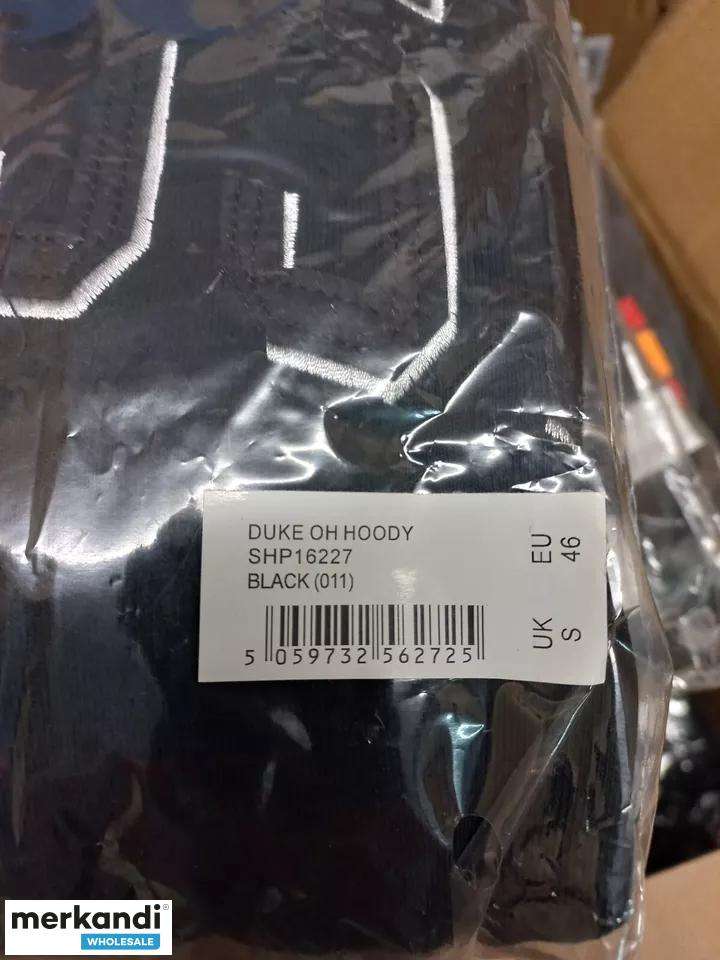 DUKE OH HOODY
SHP16227
BLACK (011)
5 059732 562725
EU 46
UK S
merkandi
WHOLESALE